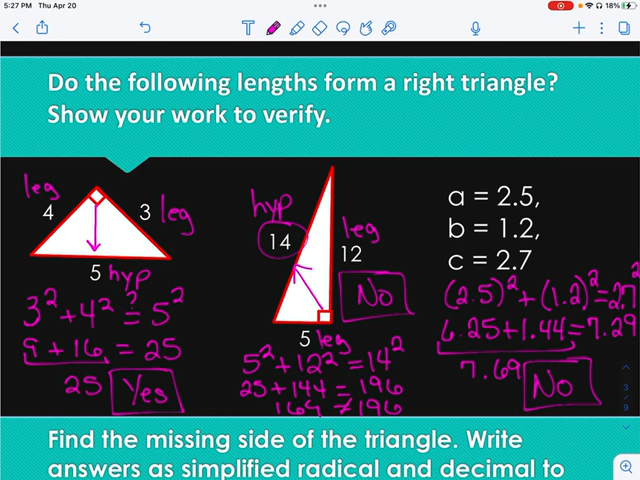 5:27 PM Thu Apr 20
18%
Do the following lengths form a right triangle?
Show your work to verify.
leg
4
3 leg
5 hyp
3² + 4² ≟ 5²
9 + 16 = 25
25 Yes
hyp
14
leg
12
No
5 leg
5² + 12² = 14²
25 + 144 = 196
169 ≠ 196
a = 2.5,
b = 1.2,
c = 2.7
(2.5)² + (1.2)² = 2.7²
6.25 + 1.44 = 7.29
7.69 No
3
9
Find the missing side of the triangle. Write
answers as simplified radical and decimal to